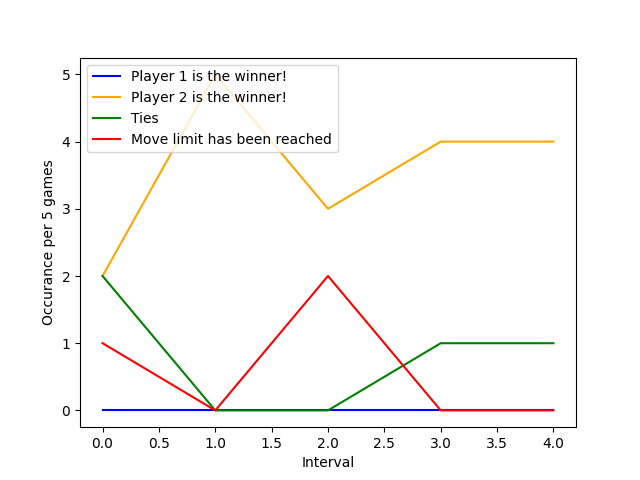 Player 1 is the winner!
Player 2 is the winner!
Ties
Move limit has been reached
Occurance per 5 games
5
4
3
2
1
0
0.0 0.5 1.0 1.5 2.0 2.5 3.0 3.5 4.0
Interval